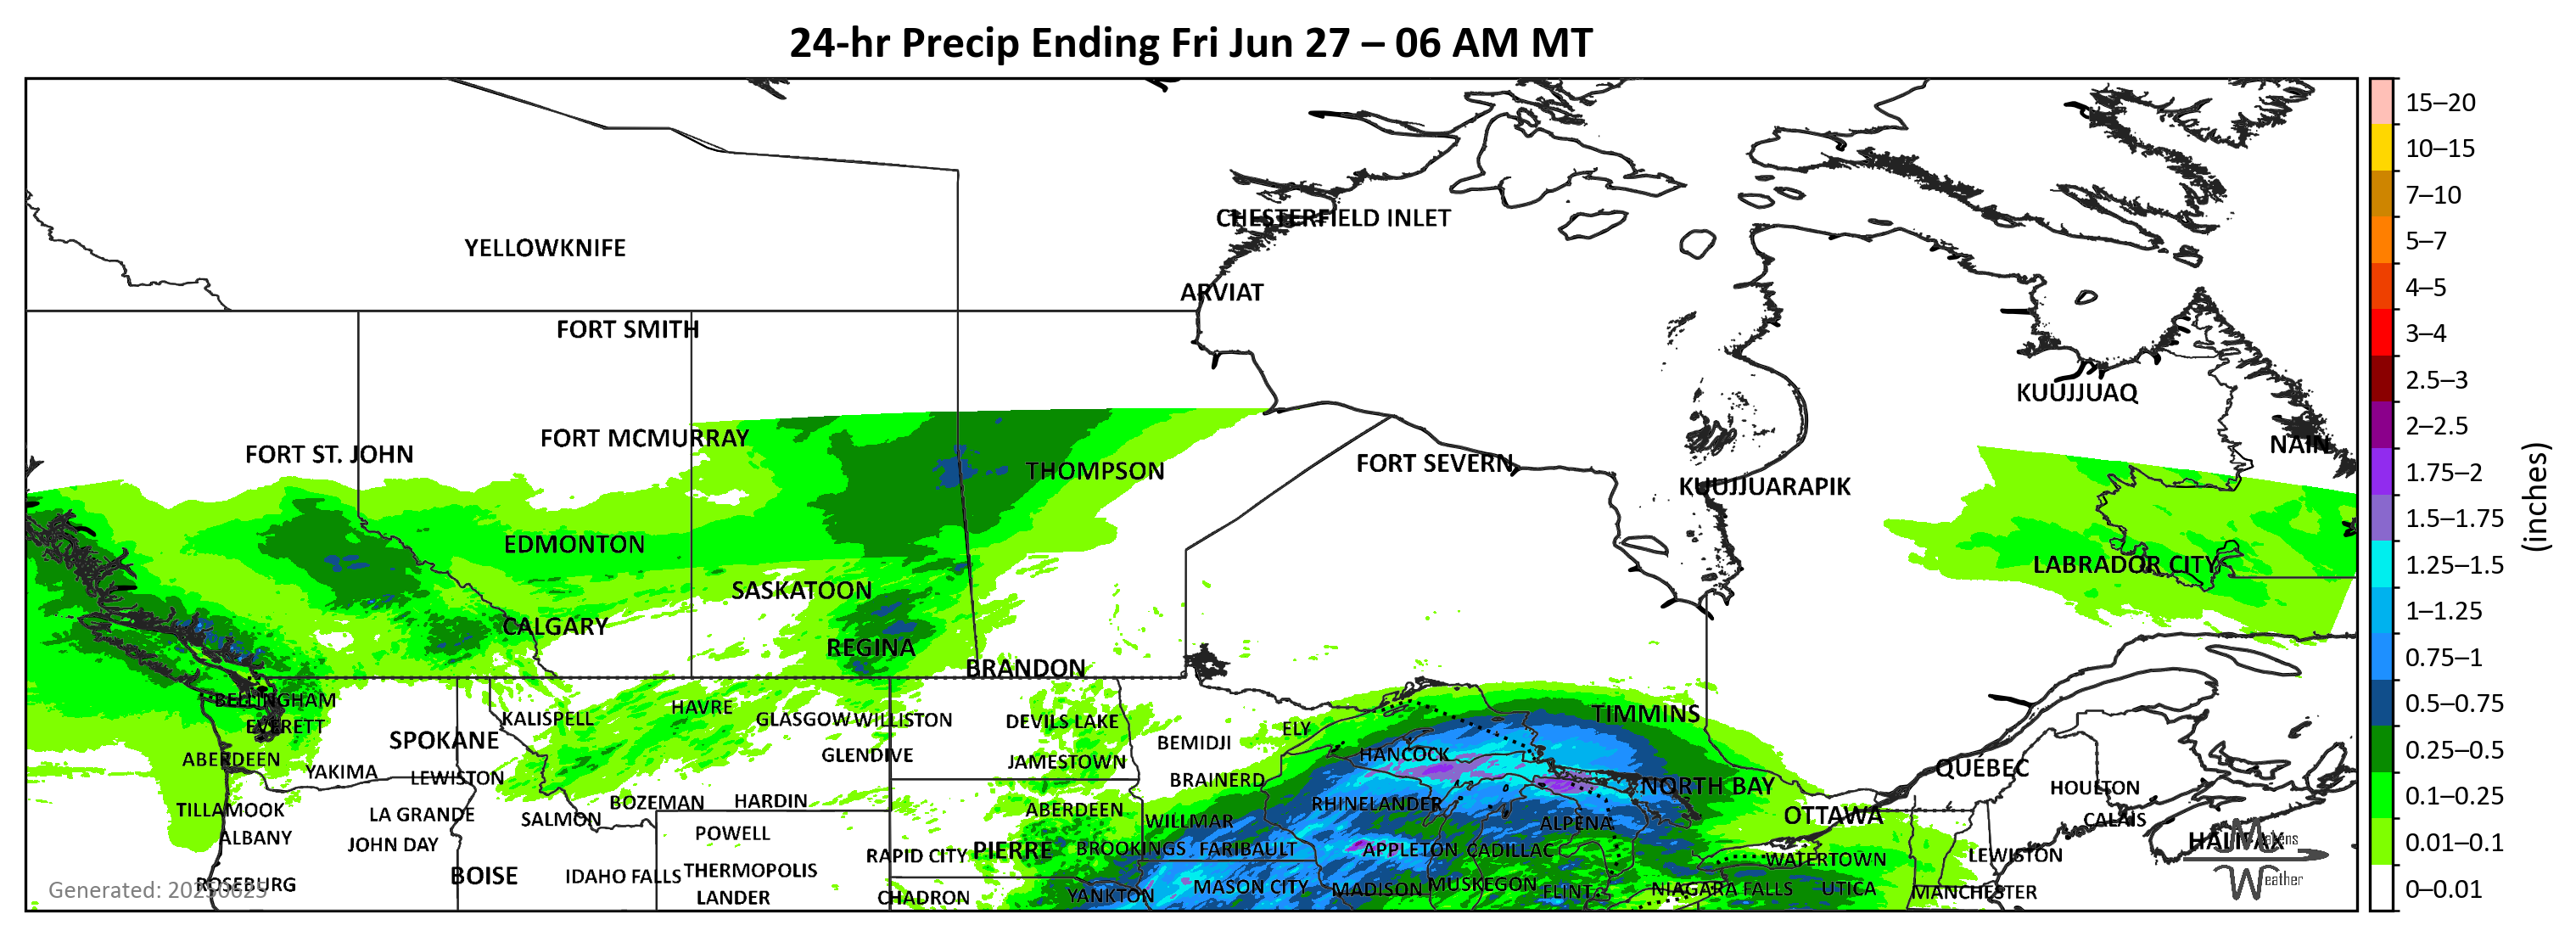 24-hr Precip Ending Fri Jun 27 – 06 AM MT
YELLOWKNIFE
CHESTERFIELD INLET
ARVIAT
FORT SMITH
KUUJJUAQ
FORT MCMURRAY
NAIN
FORT ST. JOHN
FORT SEVERN
THOMPSON
KUUJJUARAPIK
EDMONTON
LABRADOR CITY
SASKATOON
CALGARY
REGINA
BRANDON
BELLINGHAM
HAVRE
TIMMINS
KALISPELL
GLASGOW
WILLISTON
DEVILS LAKE
EVERETT
ELY
SPOKANE
BEMIDJI
HANCOCK
GLENDIVE
ABERDEEN
JAMESTOWN
QUÉBEC
YAKIMA
LEWISTON
BRAINERD
NORTH BAY
HOULTON
BOZEMAN
HARDIN
RHINELANDER
TILLAMOOK
LA GRANDE
SALMON
ABERDEEN
WILLMAR
ALPENA
OTTAWA
CALAIS
ALBANY
JOHN DAY
POWELL
HALIFAX
RAPID CITY
PIERRE
BROOKINGS
FARIBAULT
APPLETON
CADILLAC
WATERTOWN
LEWISTON
BOISE
IDAHO FALLS
THERMOPOLIS
ROSEBURG
Generated: 20250625
LANDER
CHADRON
YANKTON
MASON CITY
MADISON
MUSKEGON
FLINT
NIAGARA FALLS
UTICA
MANCHESTER
Weather
15–20
10–15
7–10
5–7
4–5
3–4
2.5–3
2–2.5
1.75–2
1.5–1.75
1.25–1.5
1–1.25
0.75–1
0.5–0.75
0.25–0.5
0.1–0.25
0.01–0.1
0–0.01
(inches)